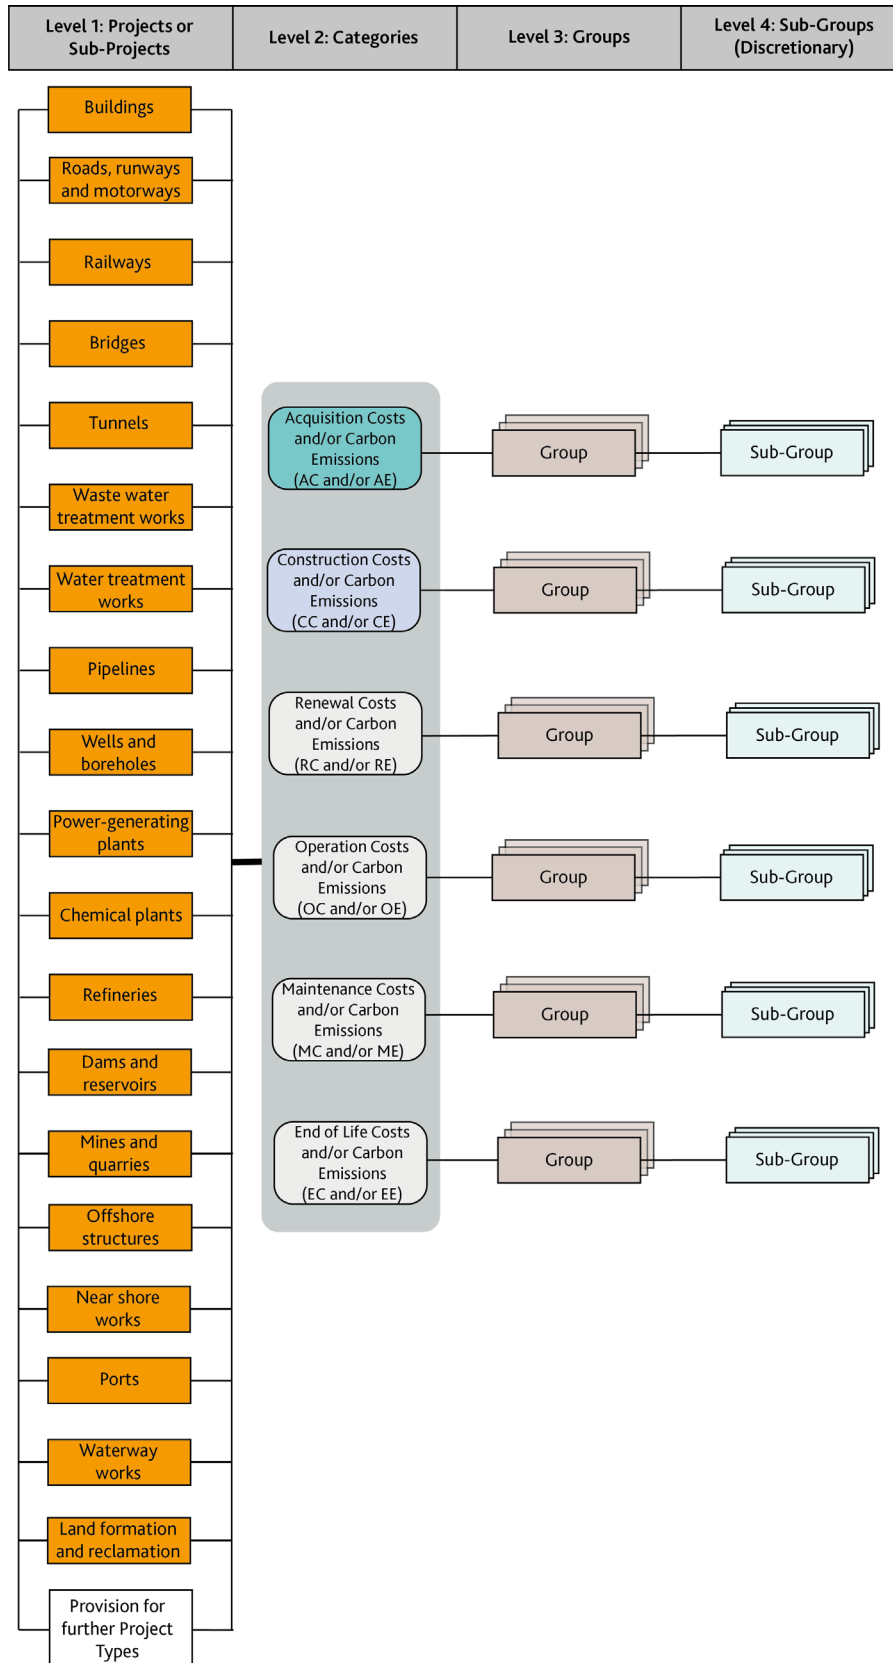 Level 1: Projects or
Sub-Projects
Level 2: Categories
Level 3: Groups
Level 4: Sub-Groups
(Discretionary)
Buildings
Roads, runways
and motorways
Railways
Bridges
Tunnels
Waste water
treatment works
Water treatment
works
Pipelines
Wells and
boreholes
Power-generating
plants
Chemical plants
Refineries
Dams and
reservoirs
Mines and
quarries
Offshore
structures
Near shore
works
Ports
Waterway
works
Land formation
and reclamation
Provision for
further Project
Types
Acquisition Costs
and/or Carbon
Emissions
(AC and/or AE)
Group
Sub-Group
Construction Costs
and/or Carbon
Emissions
(CC and/or CE)
Group
Sub-Group
Renewal Costs
and/or Carbon
Emissions
(RC and/or RE)
Group
Sub-Group
Operation Costs
and/or Carbon
Emissions
(OC and/or OE)
Group
Sub-Group
Maintenance Costs
and/or Carbon
Emissions
(MC and/or ME)
Group
Sub-Group
End of Life Costs
and/or Carbon
Emissions
(EC and/or EE)
Group
Sub-Group